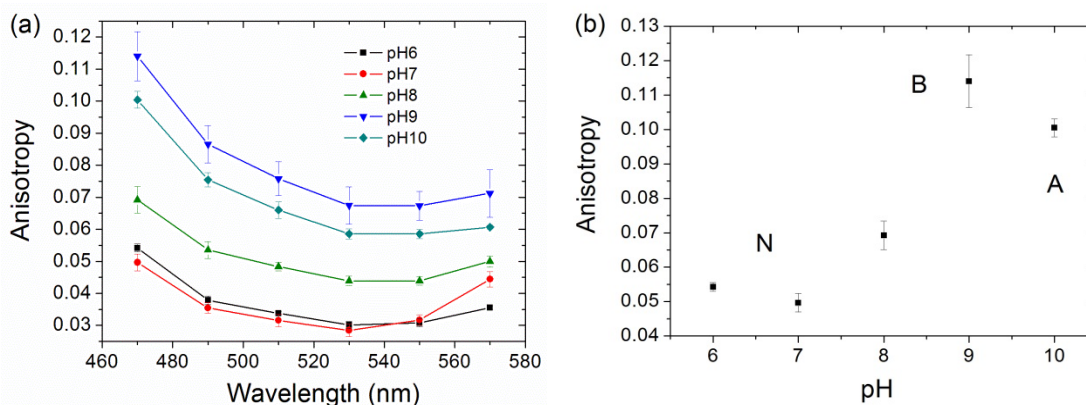 (a)
0.12
0.11
0.10
0.09
0.08
0.07
0.06
0.05
0.04
0.03
Anisotropy
460 480 500 520 540 560 580
Wavelength (nm)
pH6
pH7
pH8
pH9
pH10
(b)
0.13
0.12
0.11
0.10
0.09
0.08
0.07
0.06
0.05
0.04
Anisotropy
B
A
N
6 7 8 9 10
pH